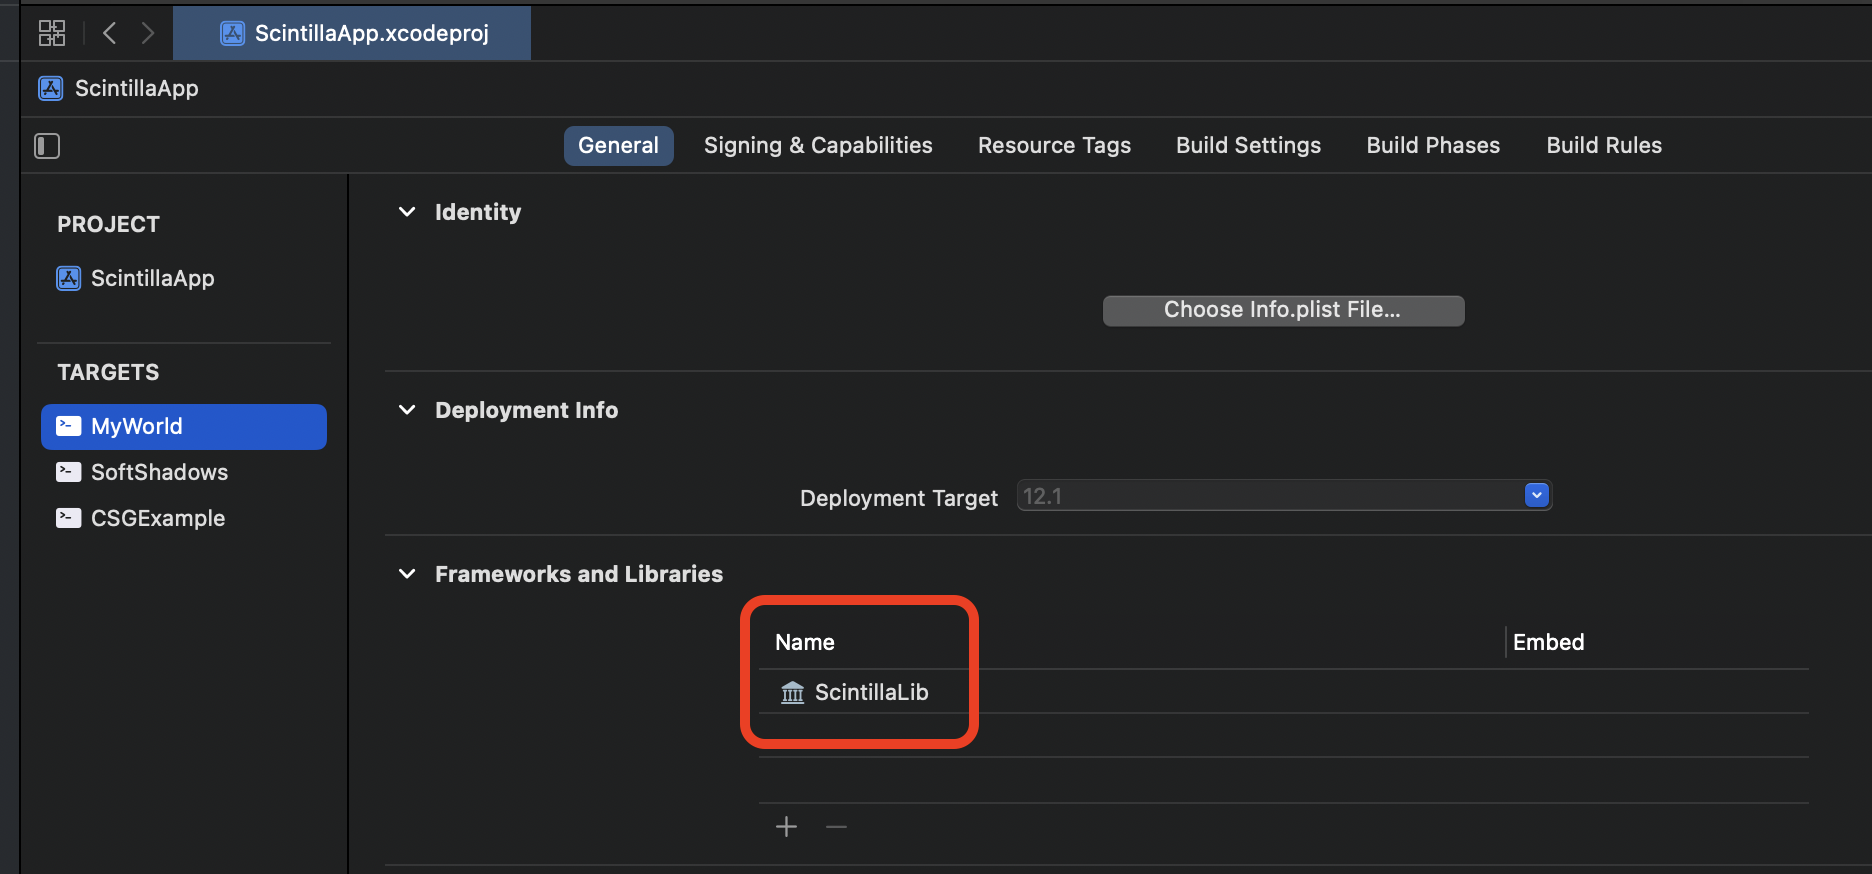 ScintillaApp.xcodeproj
ScintillaApp
General Signing & Capabilities Resource Tags Build Settings Build Phases Build Rules
PROJECT
ScintillaApp
TARGETS
MyWorld
SoftShadows
CSGExample
Identity
Choose Info.plist File...
Deployment Info
Deployment Target 12.1
Frameworks and Libraries
Name Embed
ScintillaLib